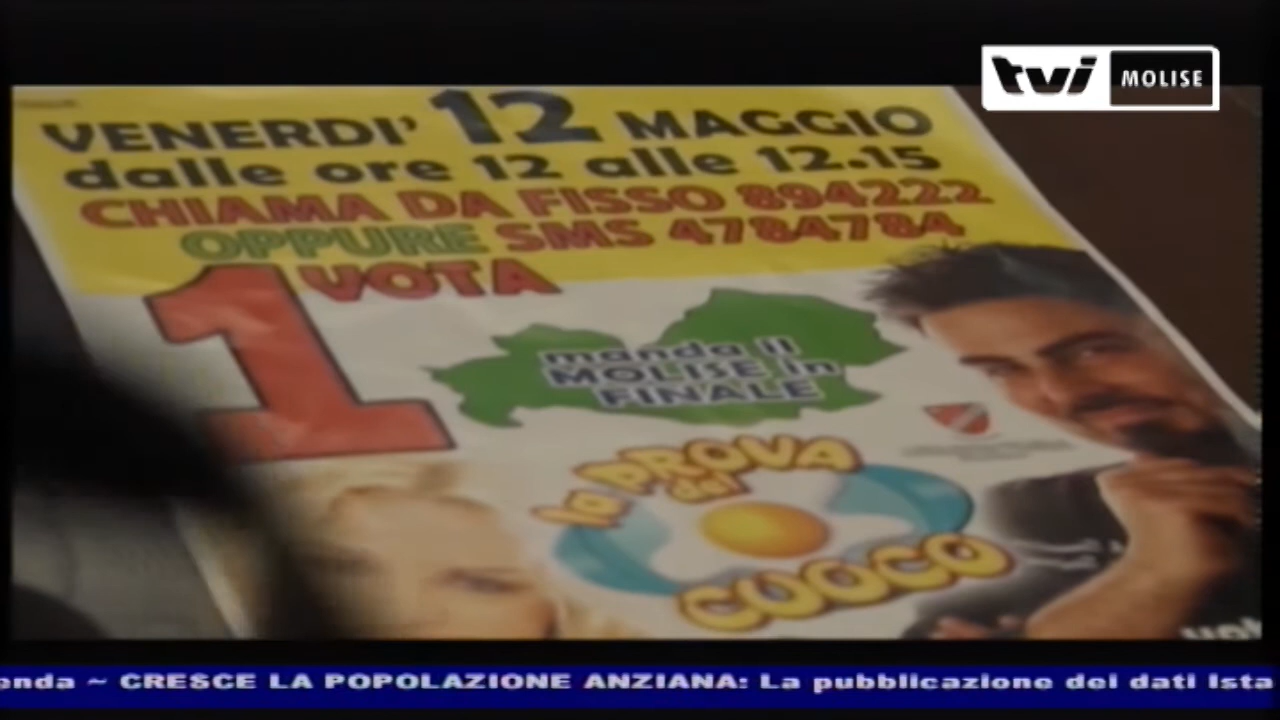 tvi MOLISE
VENERDI' 12 MAGGIO
dalle ore 12 alle 12.15
CHIAMA DA FISSO 894222
OPPURE SMS 4784784
1 VOTA
manda il
MOLISE in
FINALE
la PROVA
del
CUOCO
enda ~ CRESCE LA POPOLAZIONE ANZIANA: La pubblicazione dei dati Ista